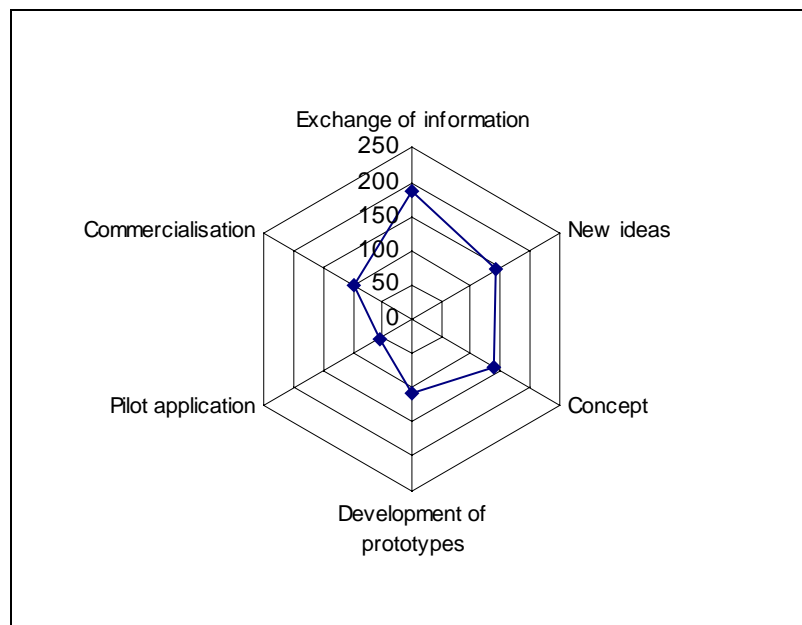 Exchange of information
250
200
150
100
50
0
Commercialisation
New ideas
Pilot application
Concept
Development of
prototypes